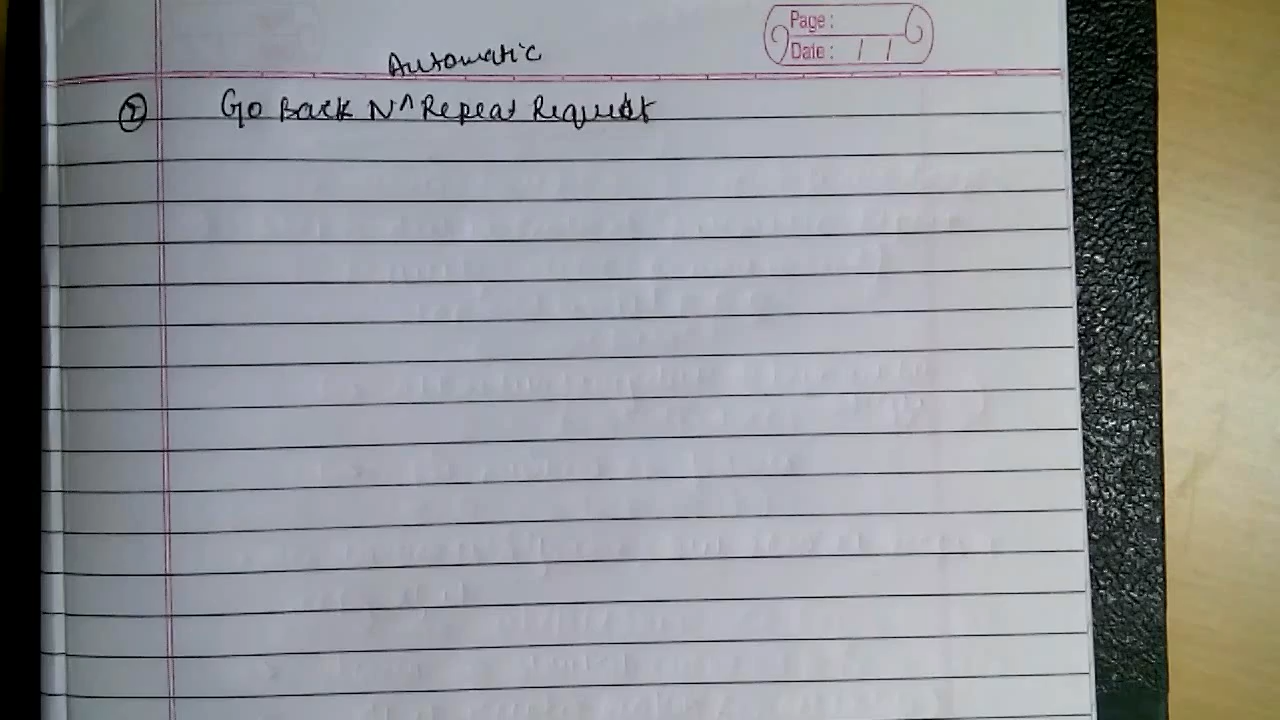 Page :
Date : / /
Automatic
② Go Back N ^ Repeat Request